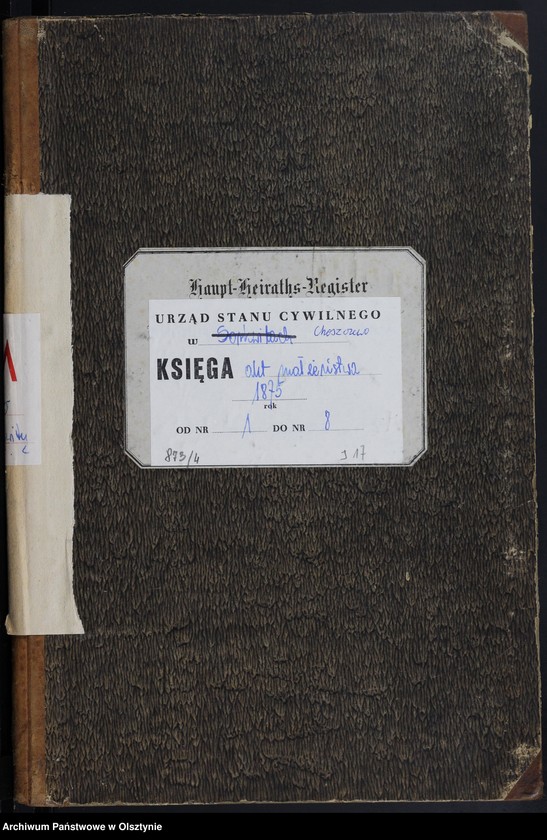 Haupt-Heiraths-Register
URZĄD STANU CYWILNEGO
w Choszczewo
KSIĘGA akt małżeństwa
1875
rok
OD NR 1 DO NR 8
873/4 J 17
Archiwum Państwowe w Olsztynie